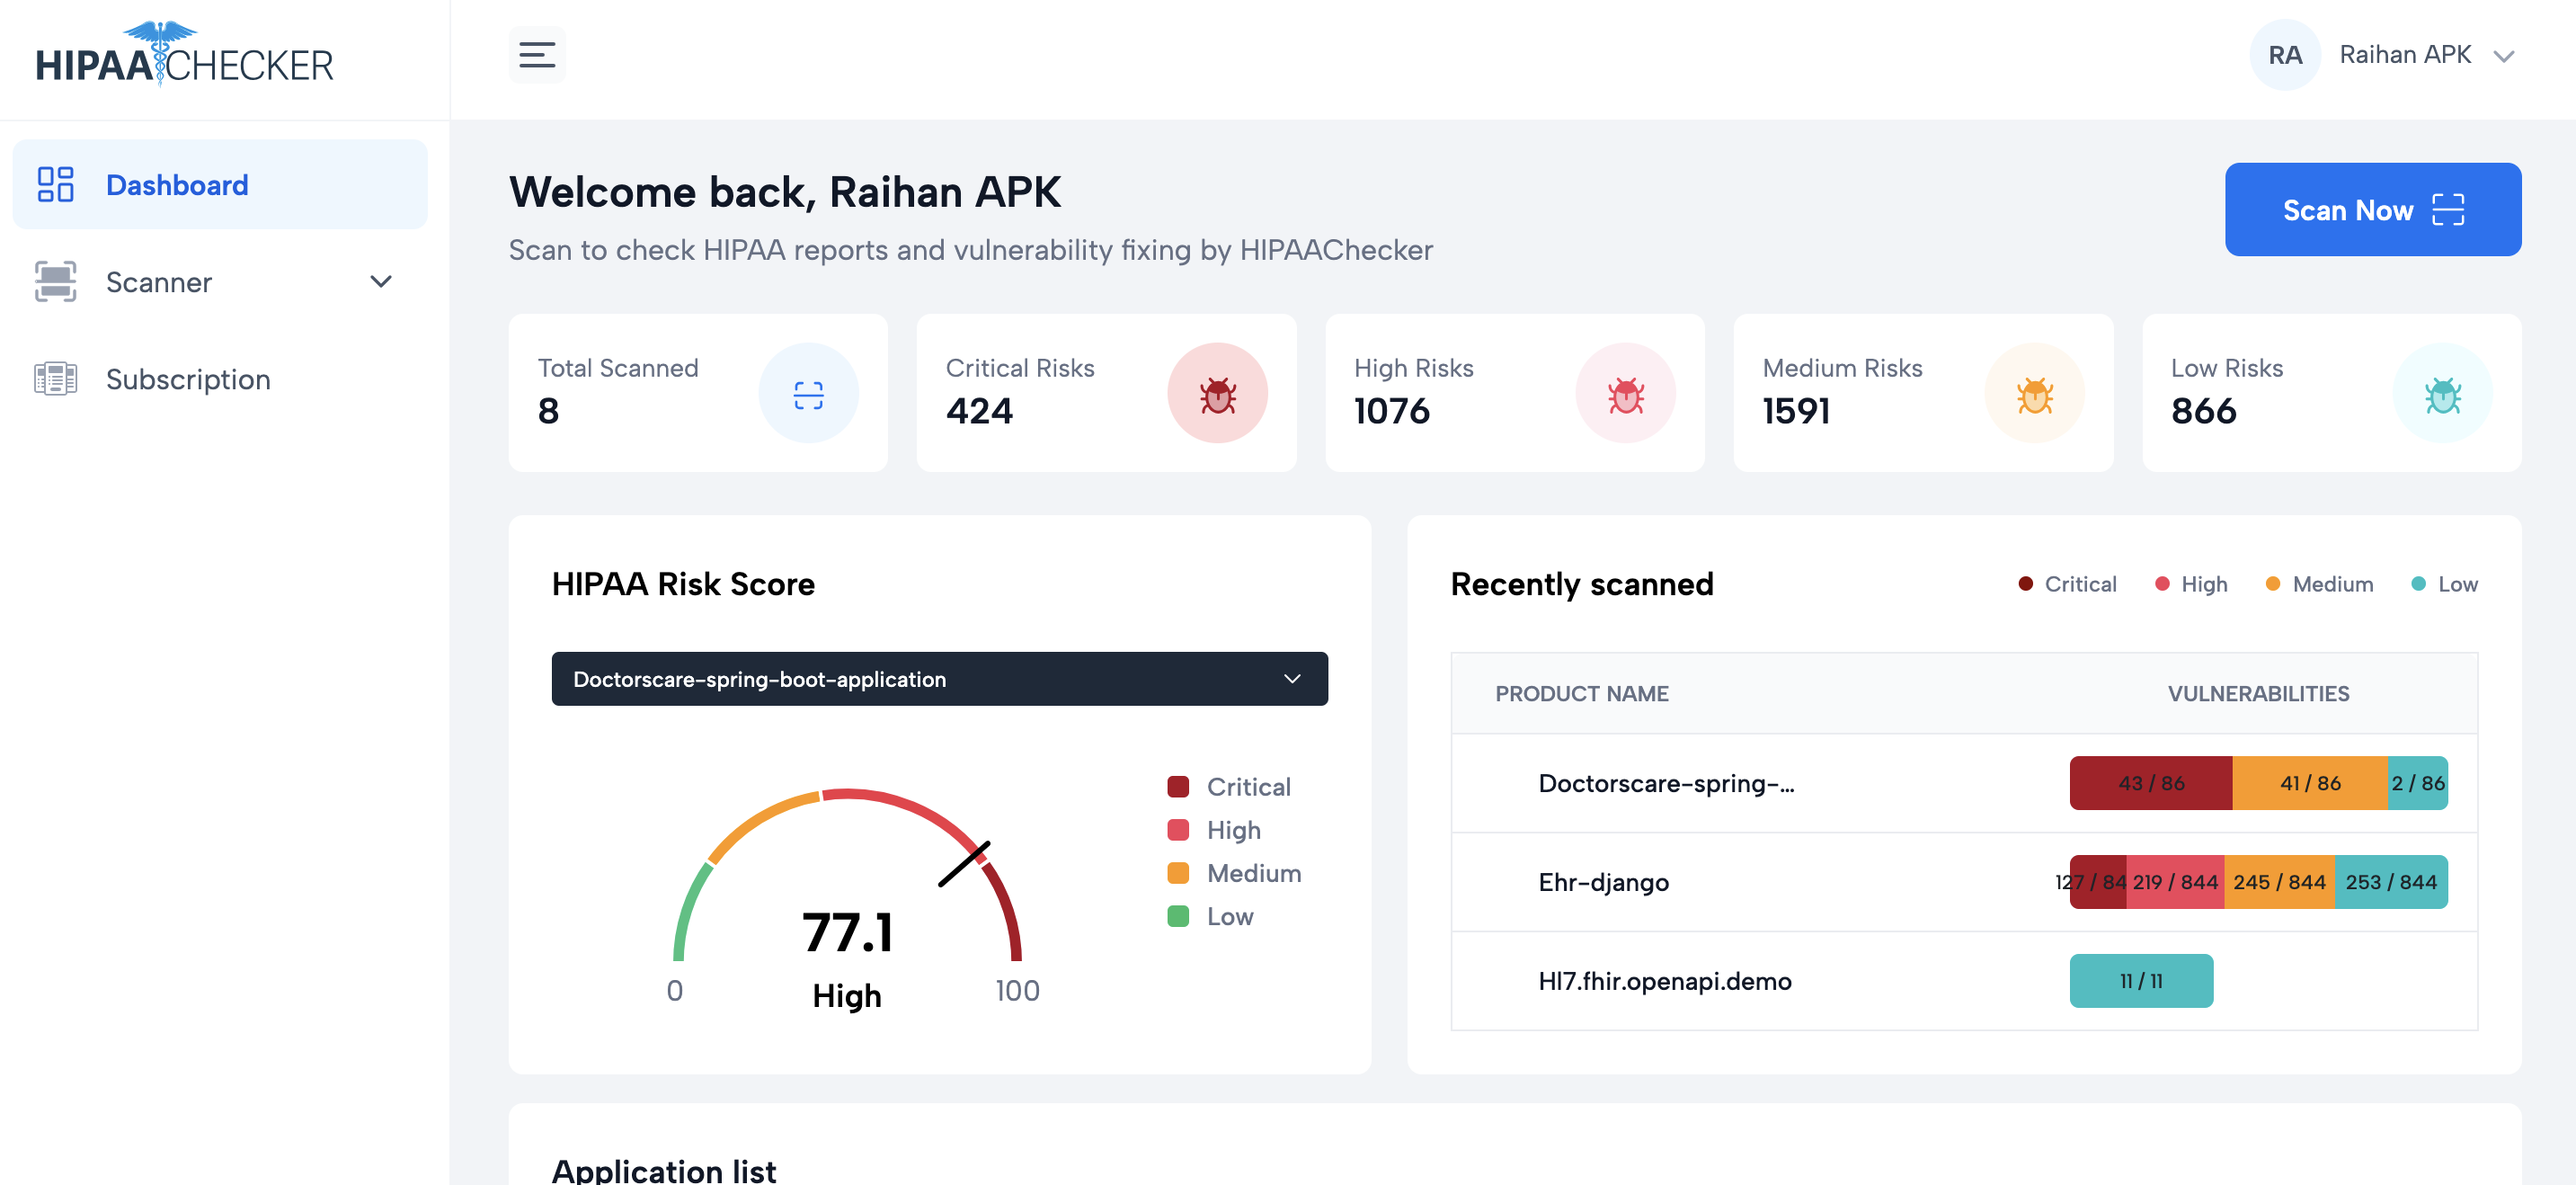 HIPAACHECKER
RA Raihan APK
Dashboard
Scanner
Subscription
Welcome back, Raihan APK
Scan to check HIPAA reports and vulnerability fixing by HIPAAChecker
Scan Now
Total Scanned
8
Critical Risks
424
High Risks
1076
Medium Risks
1591
Low Risks
866
HIPAA Risk Score
Doctorscare-spring-boot-application
Critical
High
Medium
Low
77.1
High
0
100
Recently scanned
Critical High Medium Low
PRODUCT NAME VULNERABILITIES
Doctorscare-spring-... 43 / 86 41 / 86 2 / 86
Ehr-django 127 / 84 219 / 844 245 / 844 253 / 844
Hl7.fhir.openapi.demo 11 / 11
Application list